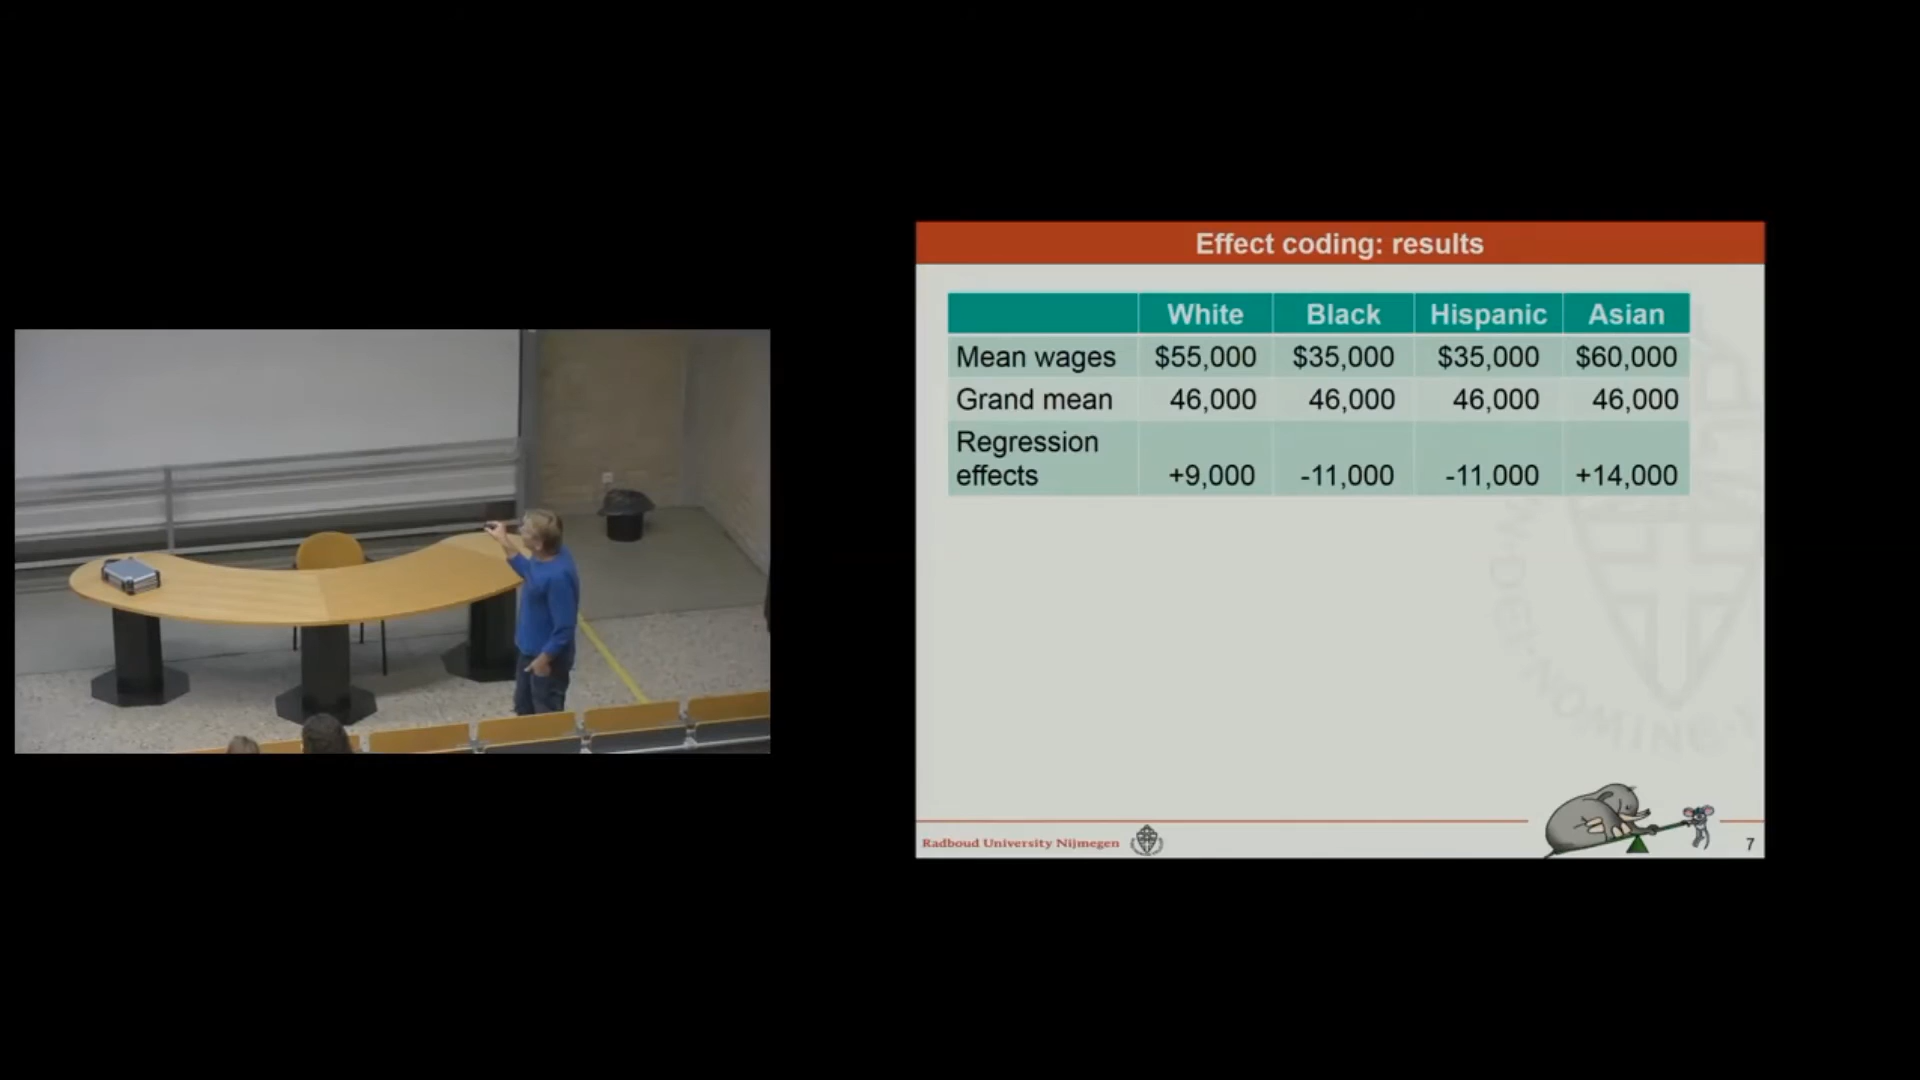 Effect coding: results
White Black Hispanic Asian
Mean wages $55,000 $35,000 $35,000 $60,000
Grand mean 46,000 46,000 46,000 46,000
Regression
effects +9,000 -11,000 -11,000 +14,000
Radboud University Nijmegen
7